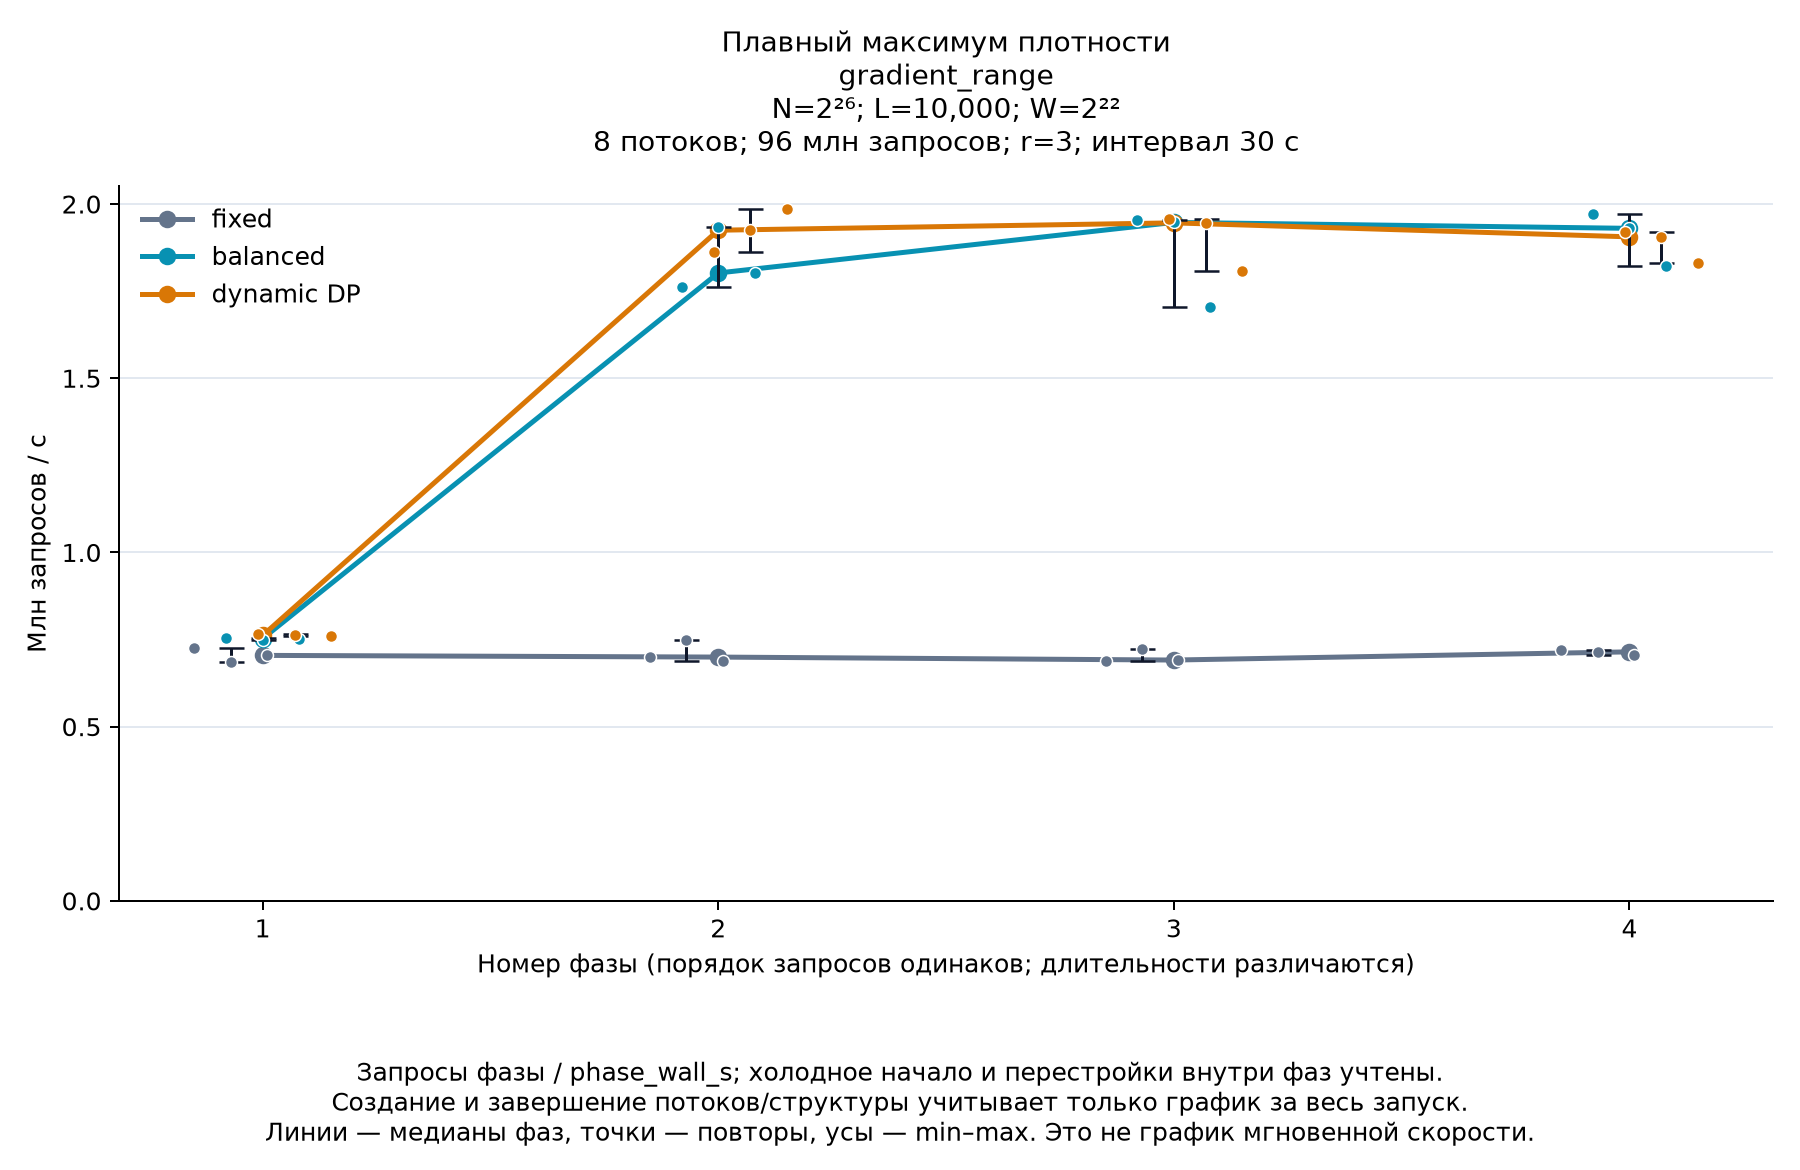 Плавный максимум плотности
gradient_range
N=2²⁶; L=10,000; W=2²²
8 потоков; 96 млн запросов; r=3; интервал 30 с
fixed
balanced
dynamic DP
Млн запросов / с
2.0
1.5
1.0
0.5
0.0
1
2
3
4
Номер фазы (порядок запросов одинаков; длительности различаются)
Запросы фазы / phase_wall_s; холодное начало и перестройки внутри фаз учтены.
Создание и завершение потоков/структуры учитывает только график за весь запуск.
Линии — медианы фаз, точки — повторы, усы — min–max. Это не график мгновенной скорости.